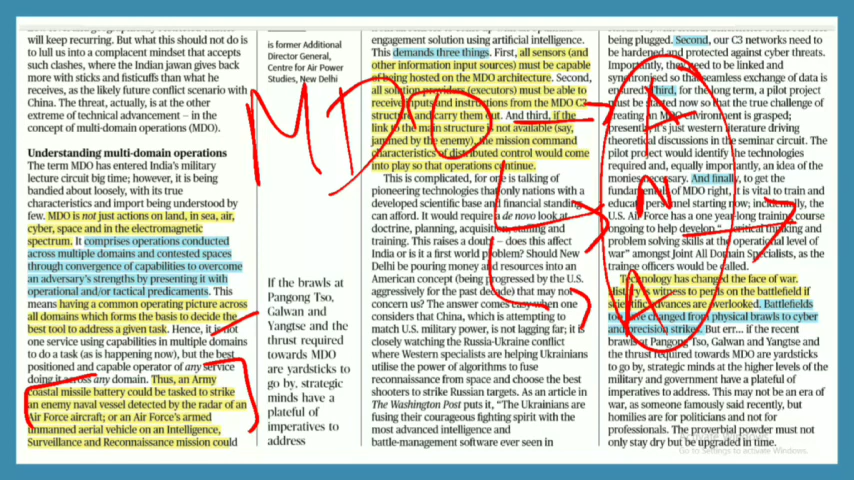 will keep recurring. But what this should not do is
to lull us into a complacent mindset that accepts
such clashes, where the Indian jawan gives back
more with sticks and fisticuffs than what he
receives, as the likely future conflict scenario with
China. The threat, actually, is at the other
extreme of technical advancement – in the
concept of multi-domain operations (MDO).
Understanding multi-domain operations
The term MDO has entered India's military
lecture circuit big time; however, it is being
bandied about loosely, with its true
characteristics and import being understood by
few. MDO is not just actions on land, in sea, air,
cyber, space and in the electromagnetic
spectrum. It comprises operations conducted
across multiple domains and contested spaces
through convergence of capabilities to overcome
an adversary's strengths by presenting it with
operational and/or tactical predicaments. This
means having a common operating picture across
all domains which forms the basis to decide the
best tool to address a given task. Hence, it is not
one service using capabilities in multiple domains
to do a task (as is happening now), but the best
positioned and capable operator of any service
doing it across any domain. Thus, an Army
coastal missile battery could be tasked to strike
an enemy naval vessel detected by the radar of an
Air Force aircraft; or an Air Force's armed
unmanned aerial vehicle on an Intelligence,
Surveillance and Reconnaissance mission could
is former Additional
Director General,
Centre for Air Power
Studies, New Delhi
If the brawls at
Pangong Tso,
Galwan and
Yangtse and the
thrust required
towards MDO
are yardsticks to
go by, strategic
minds have a
plateful of
imperatives to
address
engagement solution using artificial intelligence.
This demands three things. First, all sensors (and
other information input sources) must be capable
of being hosted on the MDO architecture. Second,
all solution providers (executors) must be able to
receive inputs and instructions from the MDO C3
structure and carry them out. And third, if the
link to the main structure is not available (say,
jammed by the enemy), the mission command
characteristics of distributed control would come
into play so that operations continue.
This is complicated, for one is talking of
pioneering technologies that only nations with a
developed scientific base and financial standing
can afford. It would require a de novo look at
doctrine, planning, acquisition, staffing and
training. This raises a doubt – does this affect
India or is it a first world problem? Should New
Delhi be pouring money and resources into an
American concept (being progressed by the U.S.
aggressively for the past decade) that may not
concern us? The answer comes easy when one
considers that China, which is attempting to
match U.S. military power, is not lagging far; it is
closely watching the Russia-Ukraine conflict
where Western specialists are helping Ukrainians
utilise the power of algorithms to fuse
reconnaissance from space and choose the best
shooters to strike Russian targets. As an article in
The Washington Post puts it, "The Ukrainians are
fusing their courageous fighting spirit with the
most advanced intelligence and
battle-management software ever seen in
being plugged. Second, our C3 networks need to
be hardened and protected against cyber threats.
Importantly, they need to be linked and
synchronised so that seamless exchange of data is
ensured. Third, for the long term, a pilot project
must be started now so that the true challenge of
creating an MDO environment is grasped;
presently, it's just western literature driving
theoretical discussions in the seminar circuit. The
pilot project would identify the technologies
required and, equally importantly, an idea of the
monies necessary. And finally, to get the
fundamentals of MDO right, it is vital to train and
educate personnel starting now; incidentally, the
U.S. Air Force has a one year-long training course
ongoing to help develop "critical thinking and
problem solving skills at the operational level of
war" amongst Joint All Domain Specialists, as the
trainee officers would be called.
Technology has changed the face of war.
History is witness to perils on the battlefield if
scientific advances are overlooked. Battlefields
too have changed from physical brawls to cyber
and precision strikes. But err... if the recent
brawls at Pangong Tso, Galwan and Yangtse and
the thrust required towards MDO are yardsticks
to go by, strategic minds at the higher levels of the
military and government have a plateful of
imperatives to address. This may not be an era of
war, as someone famously said recently, but
homilies are for politicians and not for
professionals. The proverbial powder must not
only stay dry but be upgraded in time.
MDO
A
N
A
Go to Settings to activate Windows.